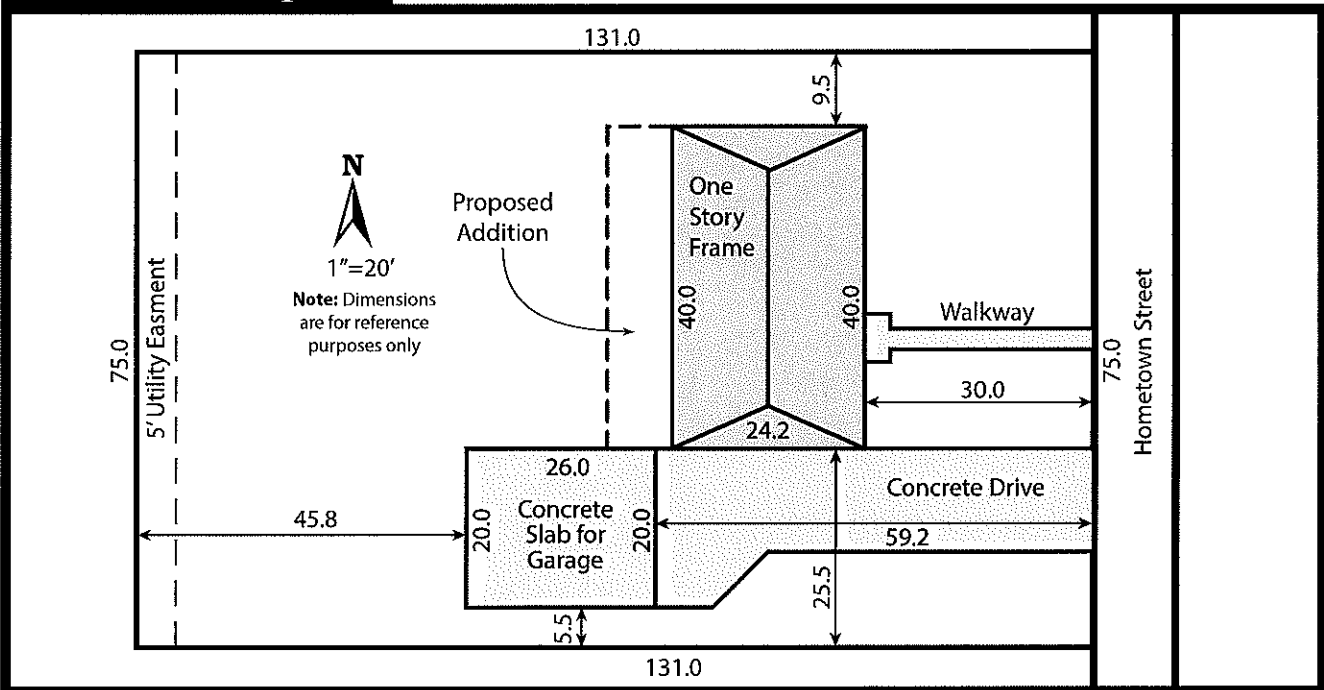 131.0
9.5
N
1"=20'
Note: Dimensions
are for reference
purposes only
Proposed
Addition
One
Story
Frame
40.0
40.0
24.2
Walkway
30.0
75.0
5' Utility Easment
75.0
Hometown Street
26.0
Concrete
Slab for
Garage
20.0
20.0
45.8
Concrete Drive
59.2
25.5
5.5
131.0